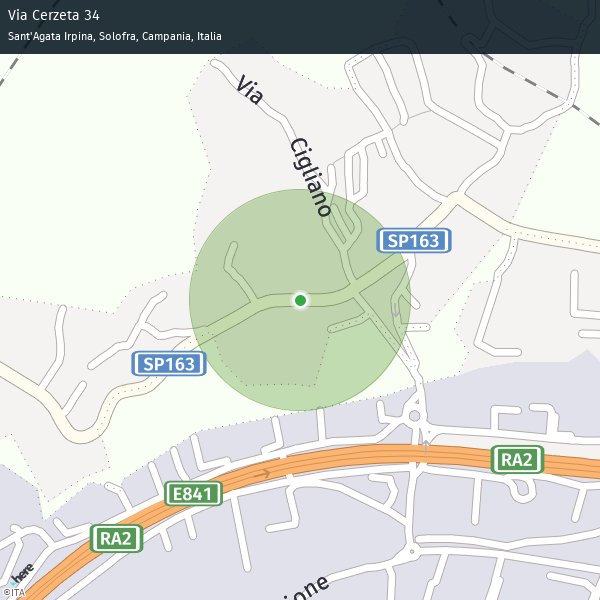 Via Cerzeta 34
Sant'Agata Irpina, Solofra, Campania, Italia
Via Cigliano
SP163
SP163
RA2
E841
RA2
here
ione
©ITA